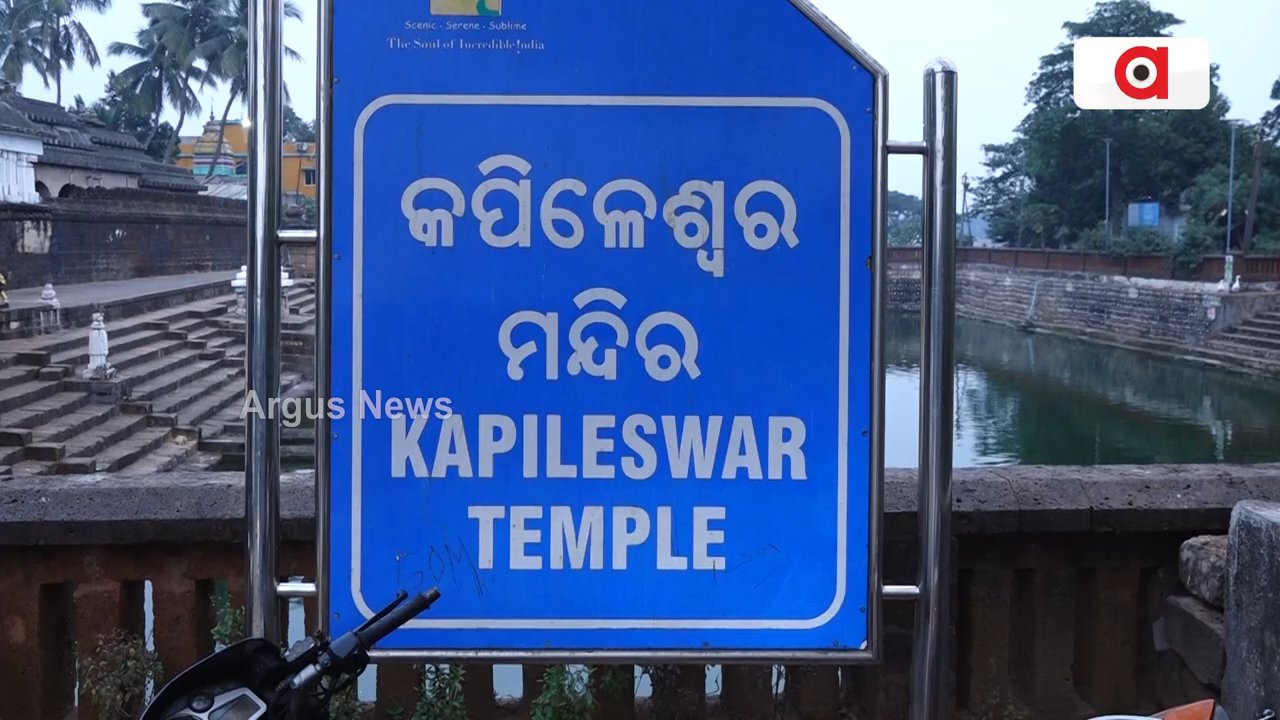 Scenic - Serene - Sublime
The Soul of Incredible India
କପିଳେଶ୍ୱର
ମନ୍ଦିର
Argus News
KAPILESWAR
TEMPLE